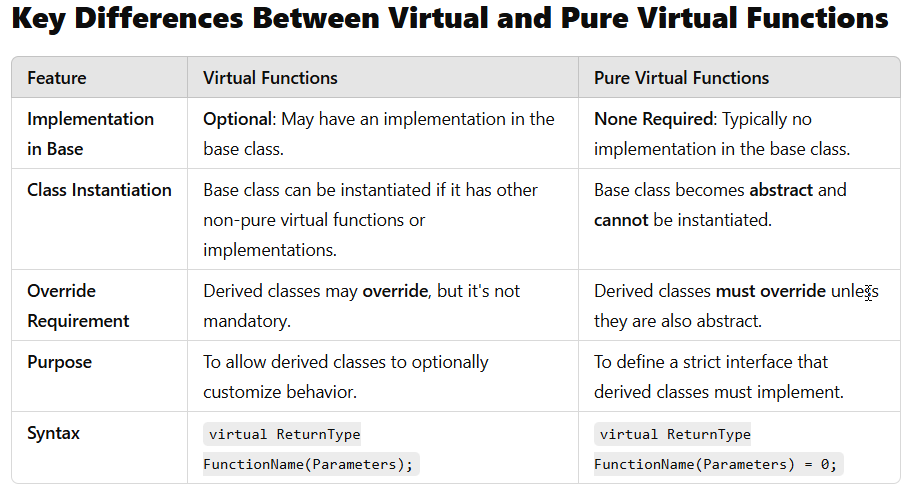 Key Differences Between Virtual and Pure Virtual Functions
Feature Virtual Functions Pure Virtual Functions
Implementation in Base
Optional: May have an implementation in the
base class.
None Required: Typically no
implementation in the base class.
Class Instantiation
Base class can be instantiated if it has other
non-pure virtual functions or
implementations.
Base class becomes abstract and
cannot be instantiated.
Override
Requirement
Derived classes may override, but it's not
mandatory.
Derived classes must override unless
they are also abstract.
Purpose
To allow derived classes to optionally
customize behavior.
To define a strict interface that
derived classes must implement.
Syntax
virtual ReturnType
FunctionName(Parameters);
virtual ReturnType
FunctionName(Parameters) = 0;